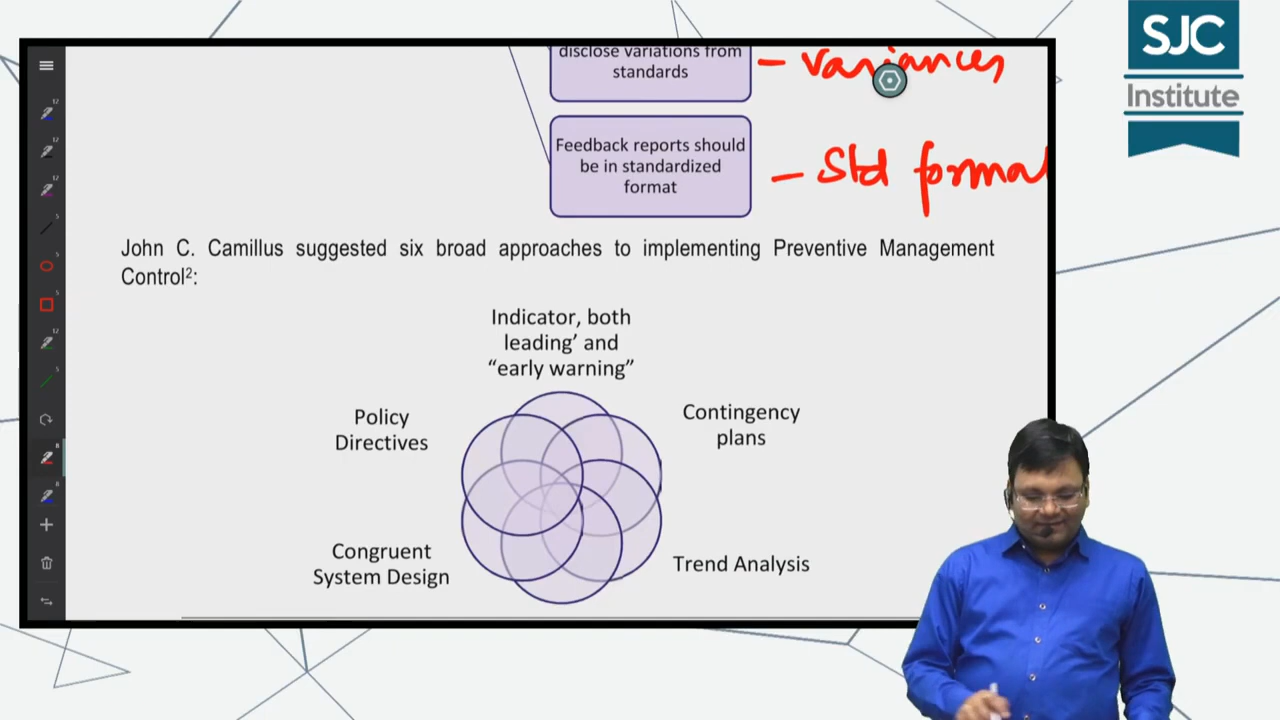 SJC
Institute
disclose variations from
standards
– variances
Feedback reports should
be in standardized
format
– Std format
John C. Camillus suggested six broad approaches to implementing Preventive Management
Control²:
Indicator, both
leading’ and
“early warning”
Policy
Directives
Contingency
plans
Congruent
System Design
Trend Analysis